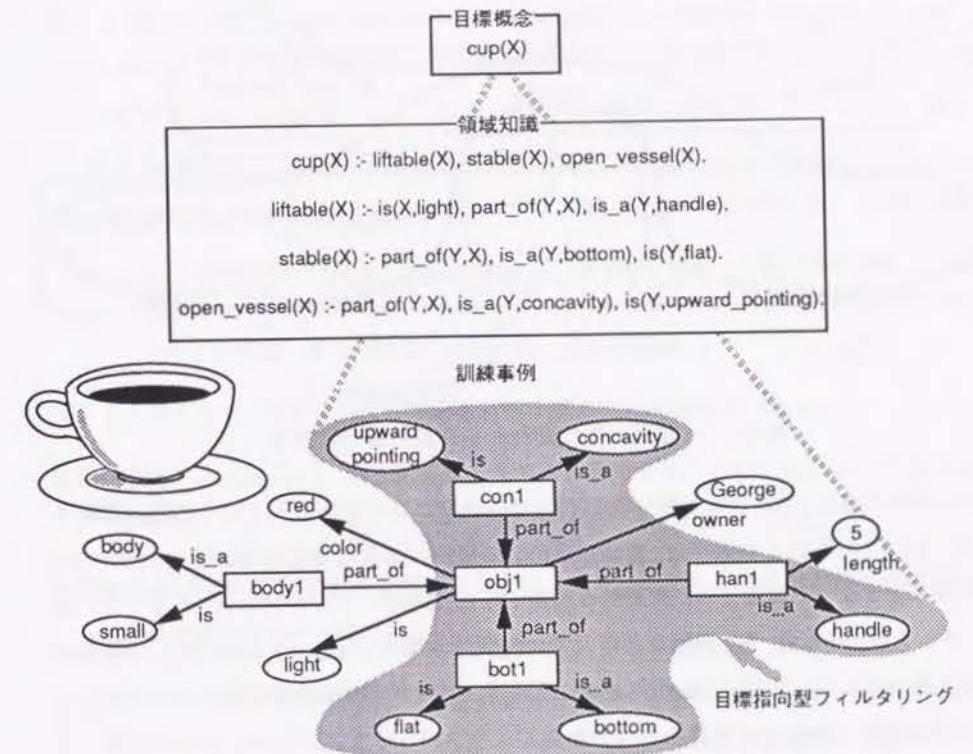 目標概念
cup(X)
領域知識
cup(X) :- liftable(X), stable(X), open_vessel(X).
liftable(X) :- is(X,light), part_of(Y,X), is_a(Y,handle).
stable(X) :- part_of(Y,X), is_a(Y,bottom), is(Y,flat).
open_vessel(X) :- part_of(Y,X), is_a(Y,concavity), is(Y,upward_pointing).
訓練事例
upward
pointing
concavity
is
is_a
con1
George
red
part_of
owner
5
color
length
body
is_a
body1
part_of
obj1
part_of
han1
is_a
small
is
is
part_of
handle
light
bot1
is
is_a
目標指向型フィルタリング
flat
bottom